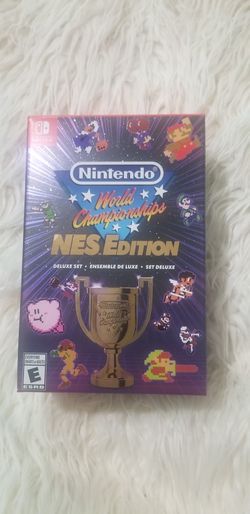 Nintendo
World
Championships
NES EDITION
DELUXE SET • ENSEMBLE DE LUXE • SET DELUXE
EVERYONE
E
ESRB